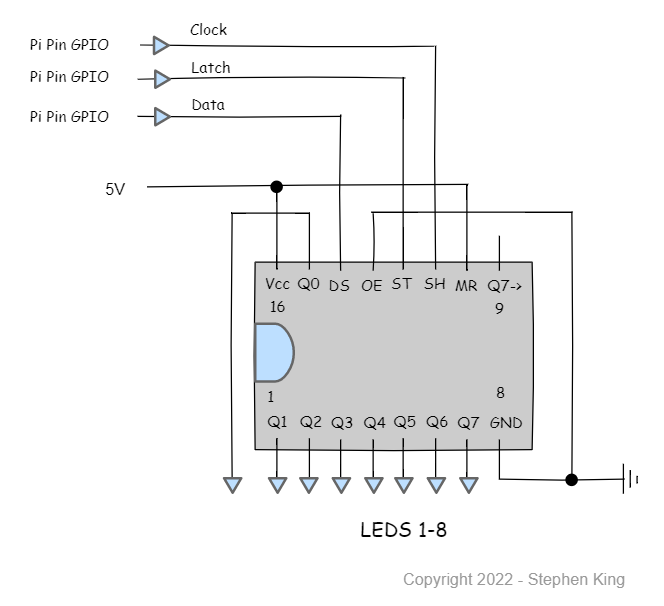 Pi Pin GPIO Clock
Pi Pin GPIO Latch
Pi Pin GPIO Data
5V
Vcc Q0 DS OE ST SH MR Q7->
16 9
1 8
Q1 Q2 Q3 Q4 Q5 Q6 Q7 GND
LEDS 1-8
Copyright 2022 - Stephen King